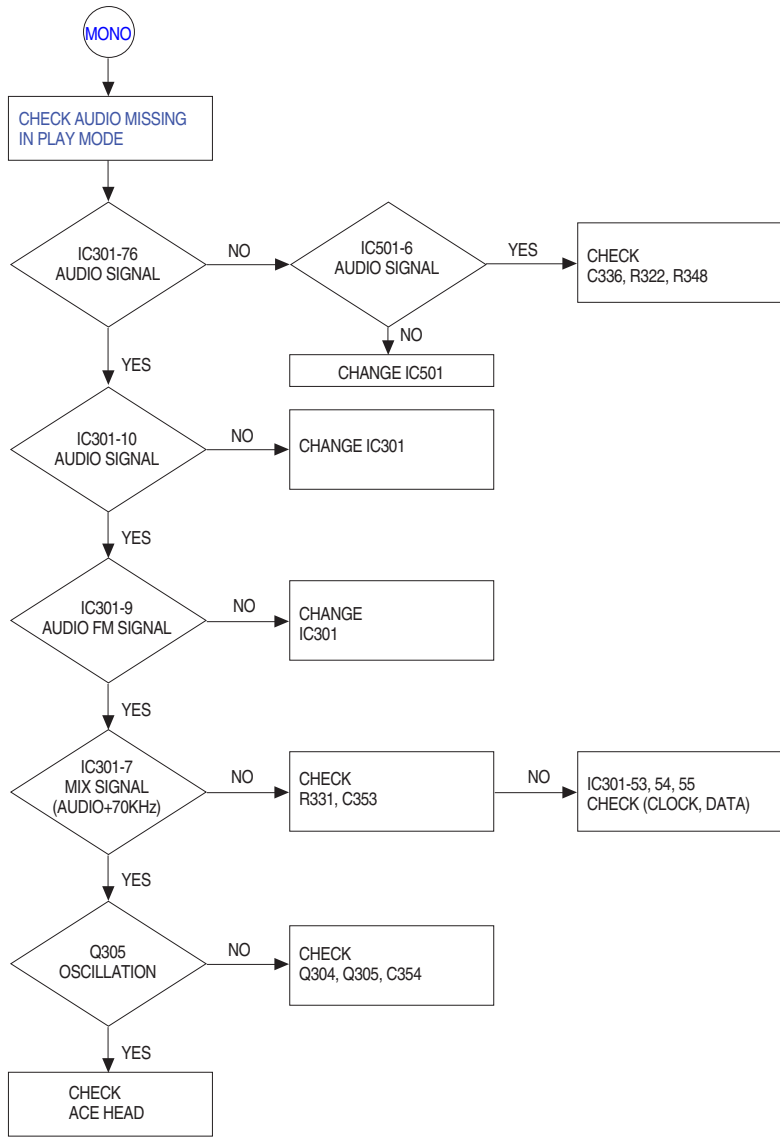 MONO
CHECK AUDIO MISSING
IN PLAY MODE
IC301-76
AUDIO SIGNAL
NO
IC501-6
AUDIO SIGNAL
YES
CHECK
C336, R322, R348
NO
CHANGE IC501
YES
IC301-10
AUDIO SIGNAL
NO
CHANGE IC301
YES
IC301-9
AUDIO FM SIGNAL
NO
CHANGE
IC301
YES
IC301-7
MIX SIGNAL
(AUDIO+70KHz)
NO
CHECK
R331, C353
NO
IC301-53, 54, 55
CHECK (CLOCK, DATA)
YES
Q305
OSCILLATION
NO
CHECK
Q304, Q305, C354
YES
CHECK
ACE HEAD